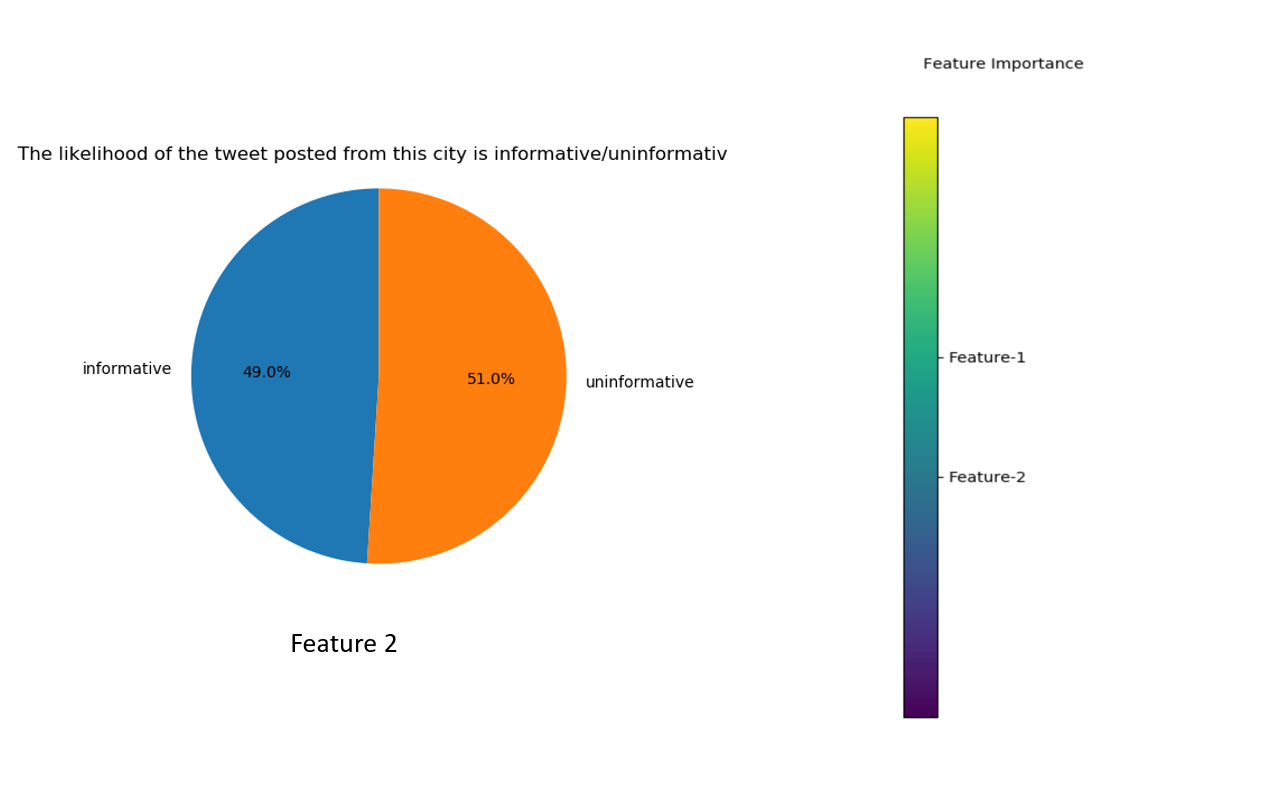 Feature Importance
The likelihood of the tweet posted from this city is informative/uninformativ
informative
49.0%
51.0%
uninformative
Feature-1
Feature-2
Feature 2